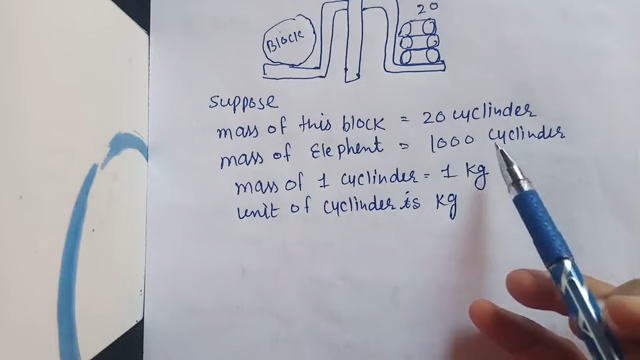 20
Block
suppose
mass of this block = 20 cyclinder
mass of Elephent = 1000 cyclinder
mass of 1 cyclinder = 1 kg
unit of cyclinder is kg